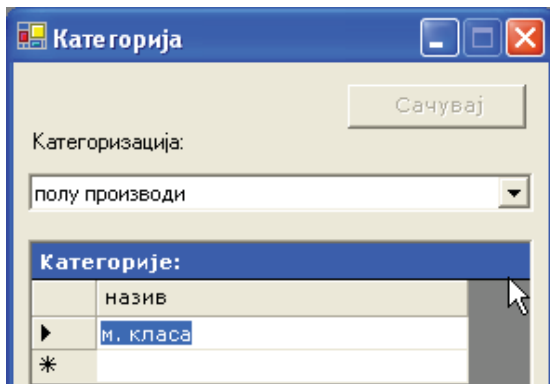 Категорија
Сачувај
Категоризација:
полу производи
Категорије:
назив
м. класа